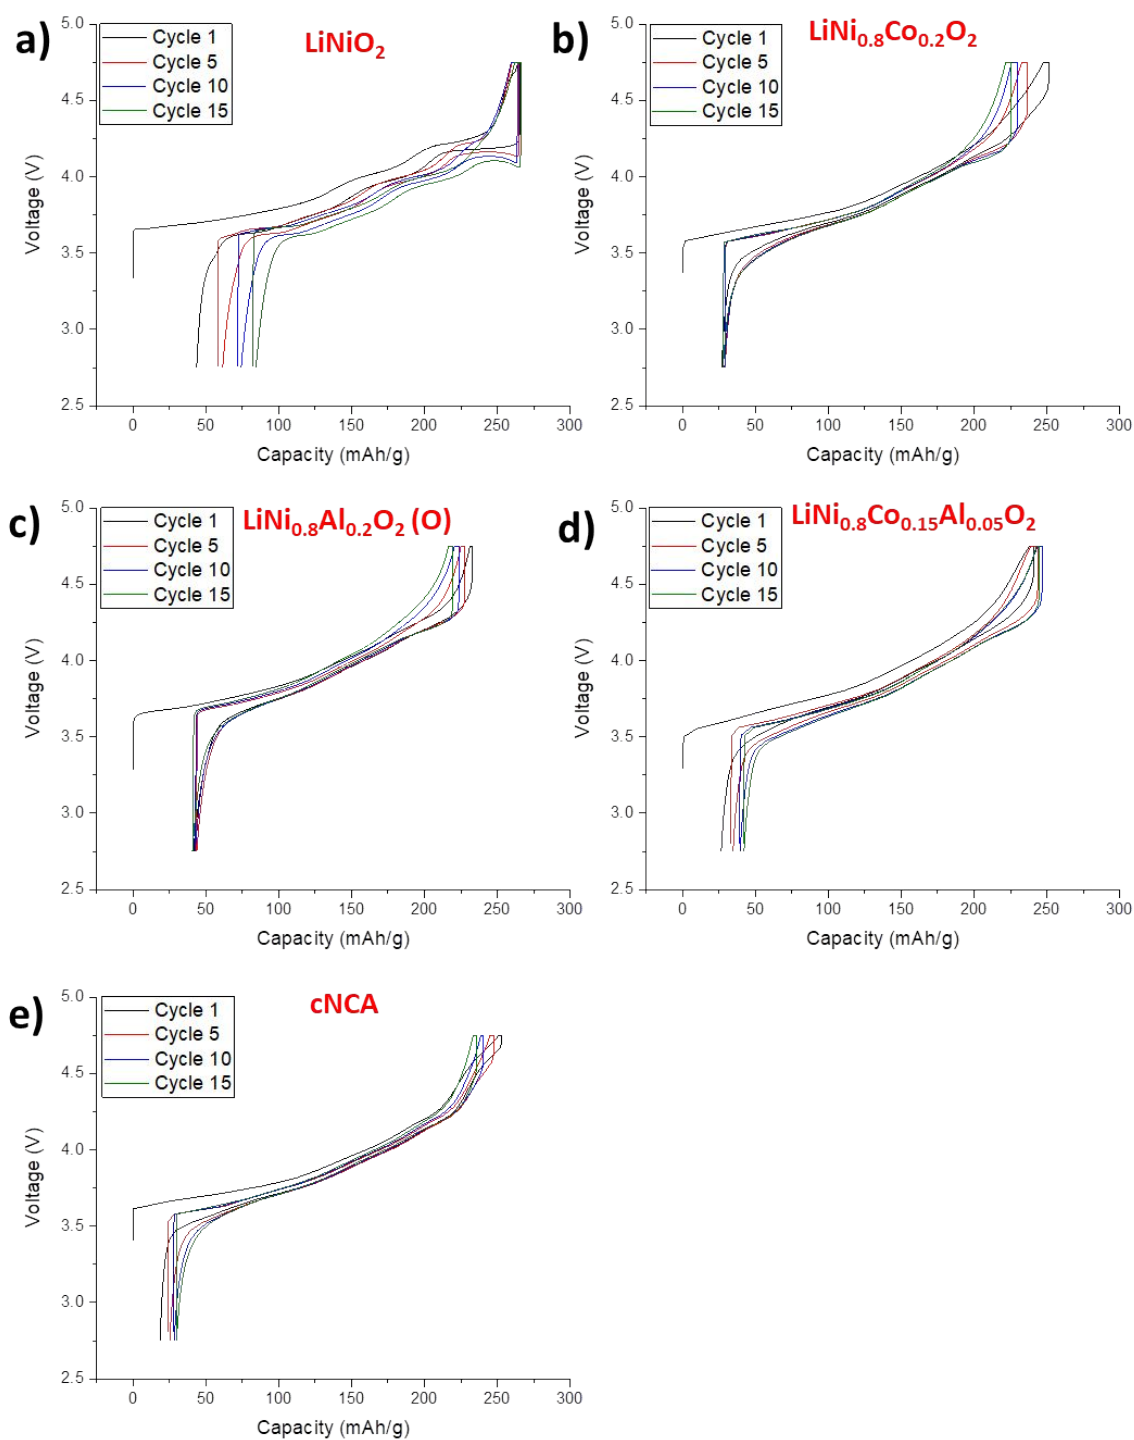 a)
LiNiO2
Cycle 1
Cycle 5
Cycle 10
Cycle 15
5.0
4.5
4.0
3.5
3.0
2.5
Voltage (V)
0 50 100 150 200 250 300
Capacity (mAh/g)
b)
LiNi0.8Co0.2O2
Cycle 1
Cycle 5
Cycle 10
Cycle 15
5.0
4.5
4.0
3.5
3.0
2.5
Voltage (V)
0 50 100 150 200 250 300
Capacity (mAh/g)
c)
LiNi0.8Al0.2O2 (O)
Cycle 1
Cycle 5
Cycle 10
Cycle 15
5.0
4.5
4.0
3.5
3.0
2.5
Voltage (V)
0 50 100 150 200 250 300
Capacity (mAh/g)
d)
LiNi0.8Co0.15Al0.05O2
Cycle 1
Cycle 5
Cycle 10
Cycle 15
5.0
4.5
4.0
3.5
3.0
2.5
Voltage (V)
0 50 100 150 200 250 300
Capacity (mAh/g)
e)
cNCA
Cycle 1
Cycle 5
Cycle 10
Cycle 15
5.0
4.5
4.0
3.5
3.0
2.5
Voltage (V)
0 50 100 150 200 250 300
Capacity (mAh/g)